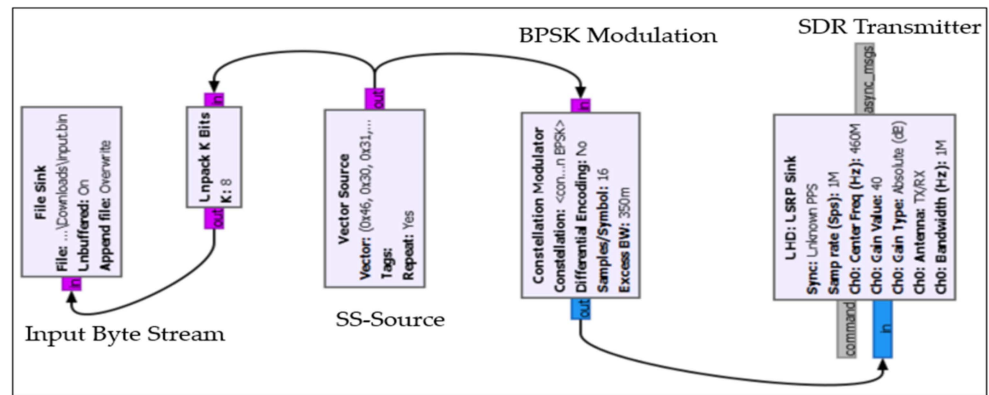 BPSK Modulation
SDR Transmitter
File Sink
File: ...\Downloads\input.bin
Lnbuffered: On
Append file: Overwrite
in
in
Lnpack K Bits
K: 8
out
out
Vector Source
Vector: (0x46, 0x30, 0x31,...
Tags:
Repeat: Yes
in
Constellation Modulator
Constellation: <con...n BPSK>
Differential Encoding: No
Samples/Symbol: 16
Excess BW: 350m
out
async_msgs
LHD: LSRP Sink
Sync: Unknown PPS
Samp rate (Sps): 1M
Ch0: Center Freq (Hz): 460M
Ch0: Gain Value: 40
Ch0: Gain Type: Absolute (dB)
Ch0: Antenna: TX/RX
Ch0: Bandwidth (Hz): 1M
command
in
Input Byte Stream
SS-Source